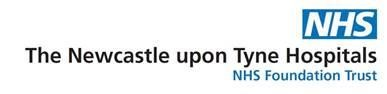 NHS
The Newcastle upon Tyne Hospitals
NHS Foundation Trust